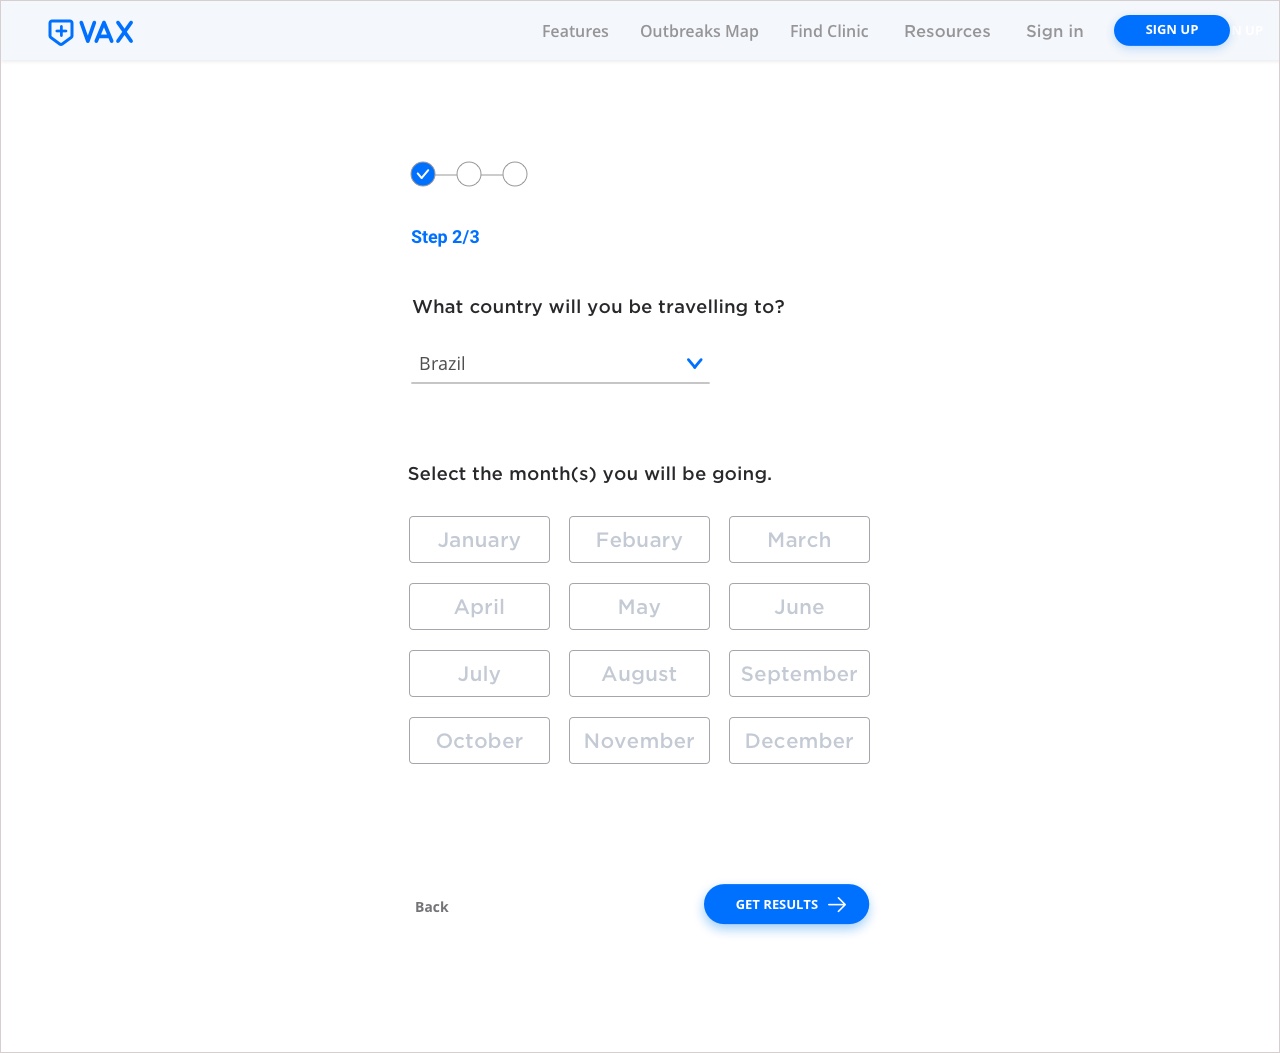 VAX Features Outbreaks Map Find Clinic Resources Sign in SIGN UP
Step 2/3
What country will you be travelling to?
Brazil
Select the month(s) you will be going.
January Febuary March
April May June
July August September
October November December
Back GET RESULTS